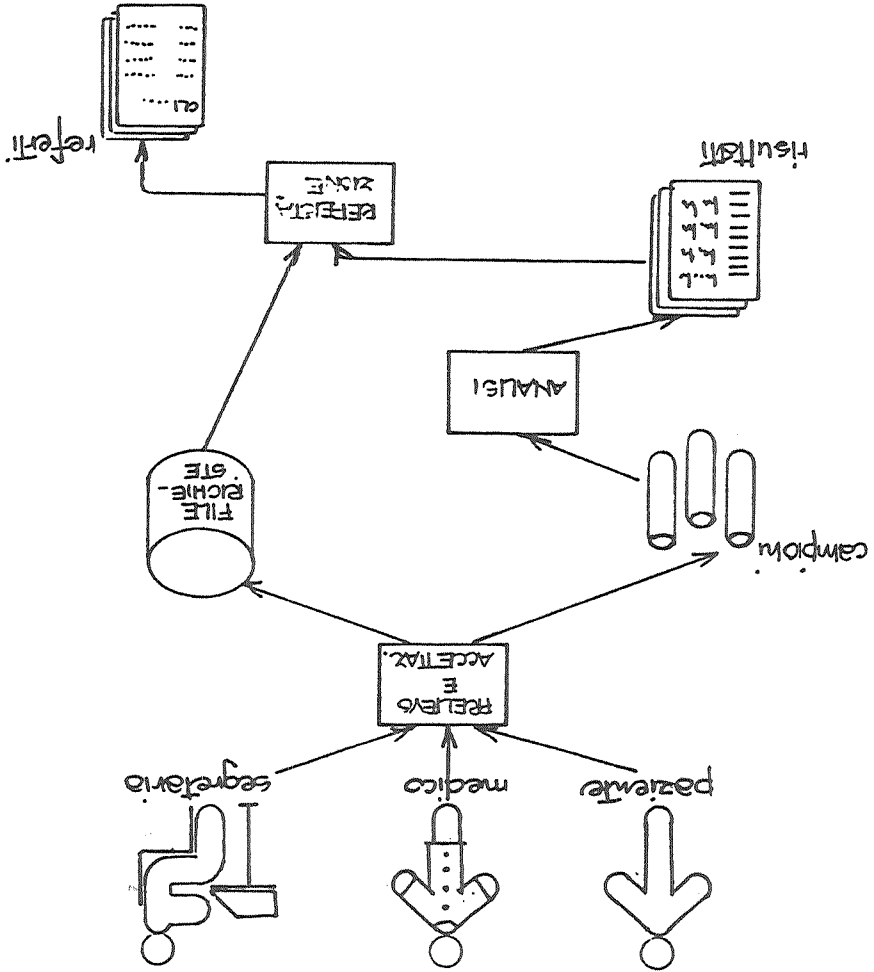 paziente
medico
segretaria
PRELIEVO
E
ACCETTAZ.
campioni
FILE
RICHIE-
STE
ANALISI
risultati
REFERTA-
ZIONE
referti